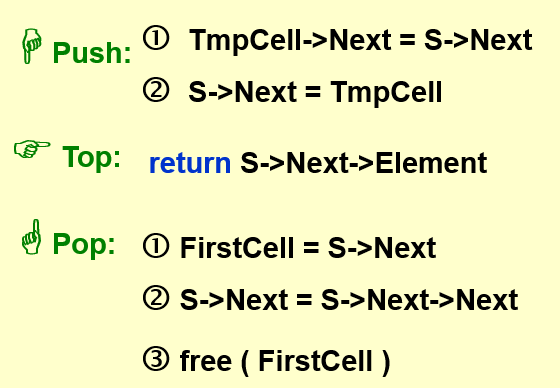 Push: ① TmpCell->Next = S->Next
② S->Next = TmpCell
Top: return S->Next->Element
Pop: ① FirstCell = S->Next
② S->Next = S->Next->Next
③ free ( FirstCell )